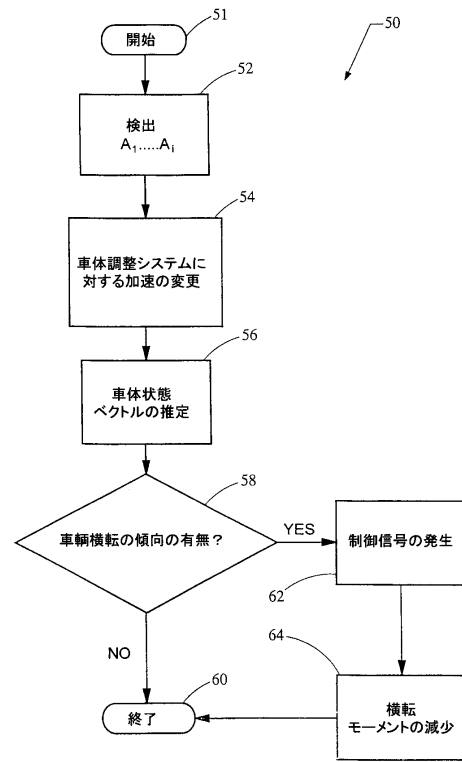 50
51
開始
52
検出
A1.....Ai
54
車体調整システムに
対する加速の変更
56
車体状態
ベクトルの推定
58
車輌横転の傾向の有無?
YES
制御信号の発生
62
NO
64
横転
モーメントの減少
60
終了